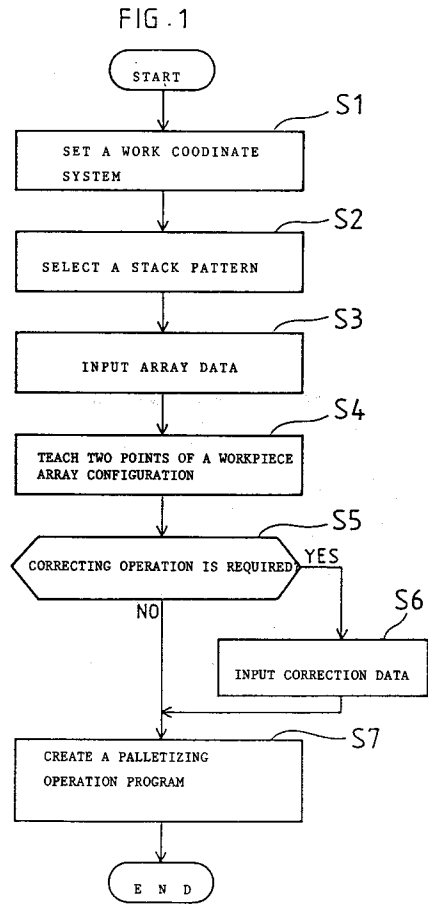 FIG.1
START
S1
SET A WORK COODINATE
SYSTEM
S2
SELECT A STACK PATTERN
S3
INPUT ARRAY DATA
S4
TEACH TWO POINTS OF A WORKPIECE
ARRAY CONFIGURATION
S5
CORRECTING OPERATION IS REQUIRED?
YES
NO
S6
INPUT CORRECTION DATA
S7
CREATE A PALLETIZING
OPERATION PROGRAM
END